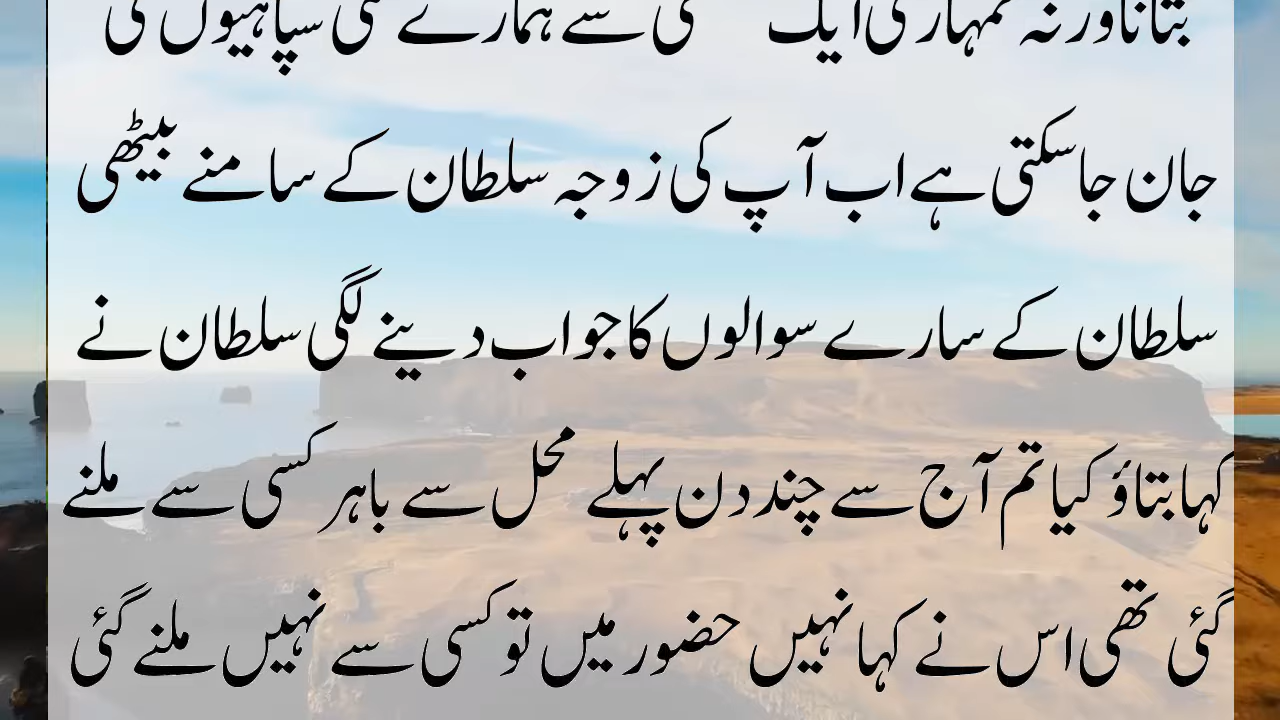 بتانا ورنہ تمہاری ایک سے ہمارے کئی سپاہیوں کی
جان جا سکتی ہے اب آپ کی زوجہ سلطان کے سامنے بیٹھی
سلطان کے سارے سوالوں کا جواب دینے لگی سلطان نے
کہا بتاؤ کیا تم آج سے چند دن پہلے محل سے باہر کسی سے ملنے
گئی تھی اس نے کہا نہیں حضور میں تو کسی سے نہیں ملنے گئی